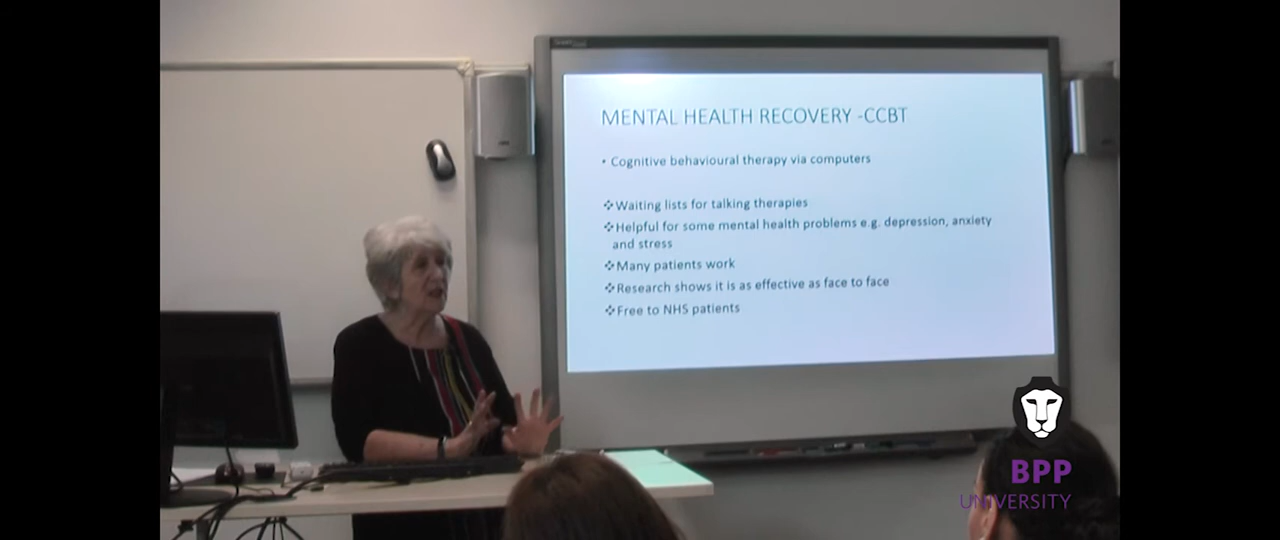 MENTAL HEALTH RECOVERY -CCBT
• Cognitive behavioural therapy via computers
❖Waiting lists for talking therapies
❖Helpful for some mental health problems e.g. depression, anxiety
and stress
❖Many patients work
❖Research shows it is as effective as face to face
❖Free to NHS patients
BPP
UNIVERSITY